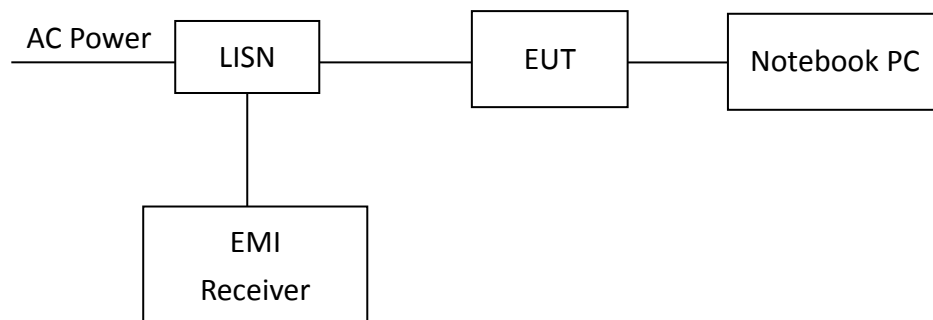 AC Power
LISN
EUT
Notebook PC
EMI
Receiver